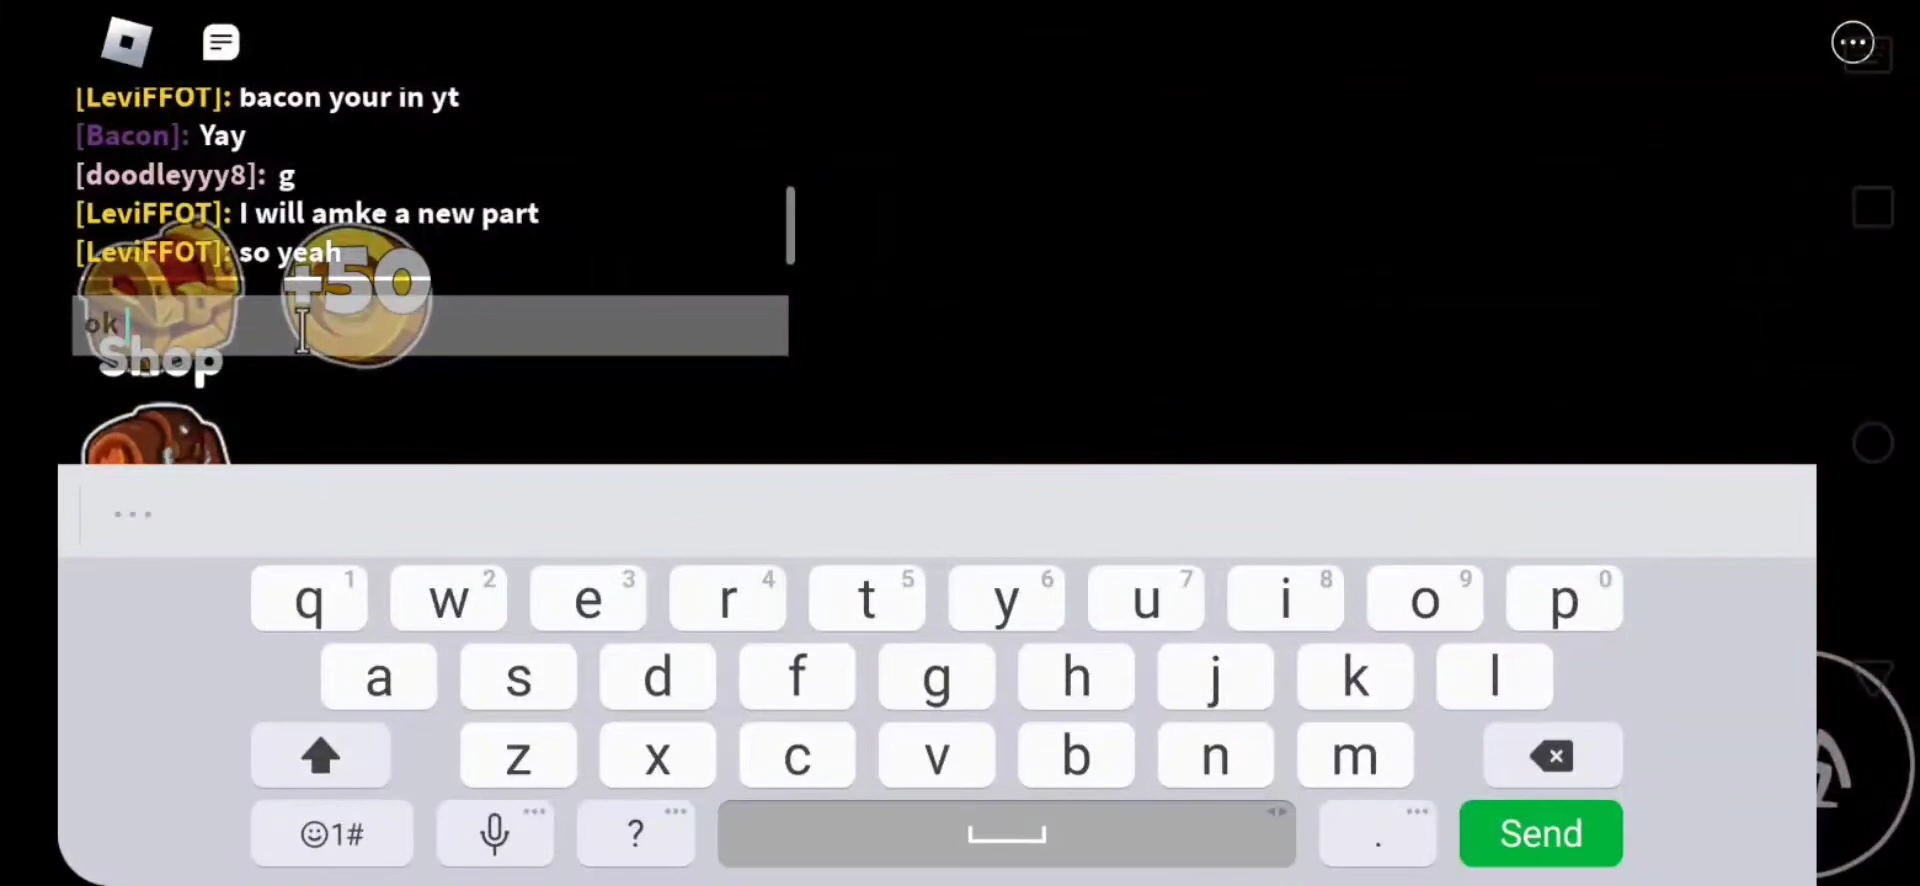 [LeviFFOT]: bacon your in yt
[Bacon]: Yay
[doodleyyy8]: g
[LeviFFOT]: I will amke a new part
[LeviFFOT]: so yeah
+50
ok
Shop
q 1 w 2 e 3 r 4 t 5 y 6 u 7 i 8 o 9 p 0
a s d f g h j k l
z x c v b n m
1# ? . Send